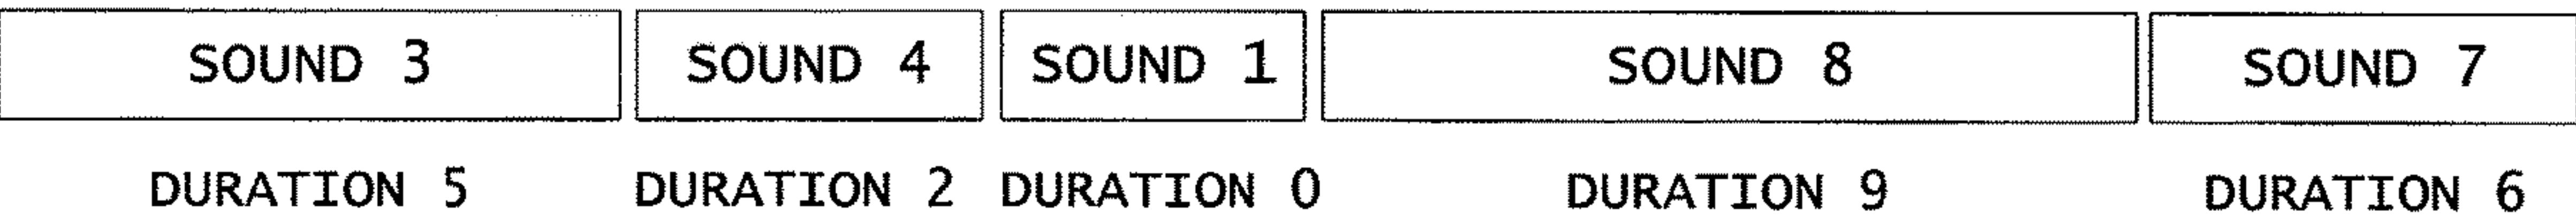 SOUND 3 SOUND 4 SOUND 1 SOUND 8 SOUND 7
DURATION 5 DURATION 2 DURATION 0 DURATION 9 DURATION 6